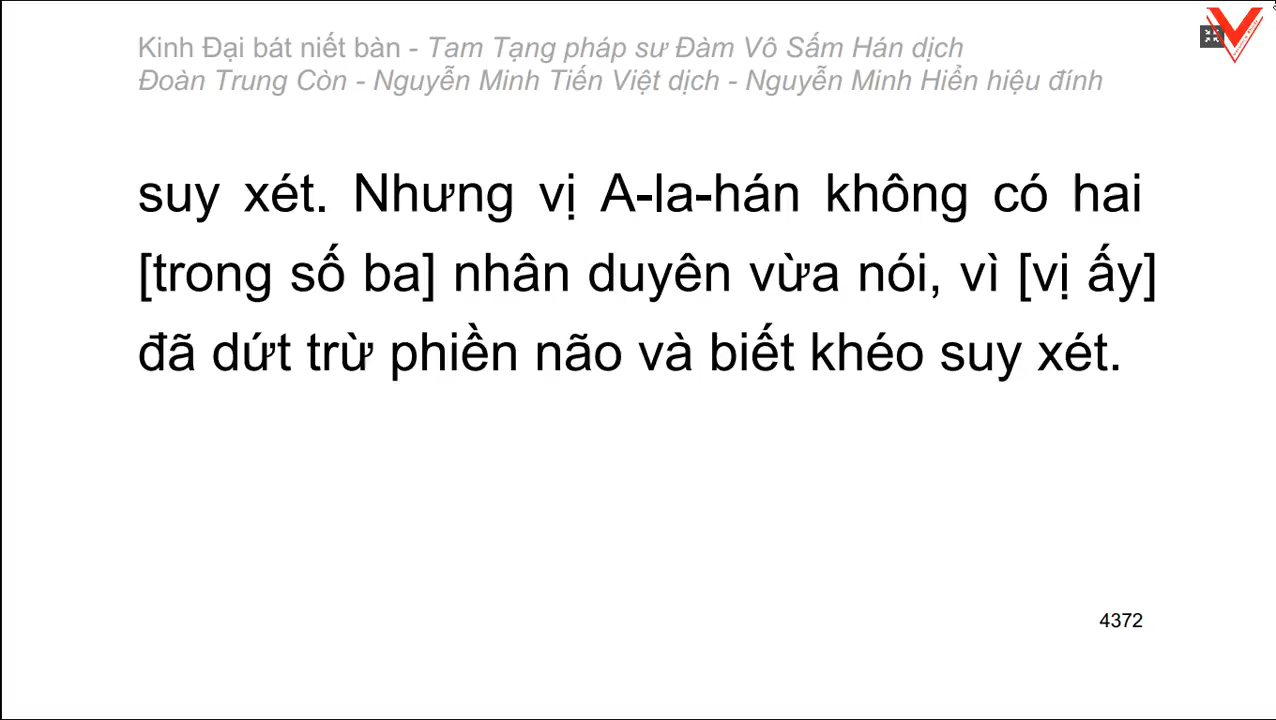 Kinh Đại bát niết bàn - Tam Tạng pháp sư Đàm Vô Sấm Hán dịch
Đoàn Trung Còn - Nguyễn Minh Tiến Việt dịch - Nguyễn Minh Hiển hiệu đính
suy xét. Nhưng vị A-la-hán không có hai
[trong số ba] nhân duyên vừa nói, vì [vị ấy]
đã dứt trừ phiền não và biết khéo suy xét.
4372